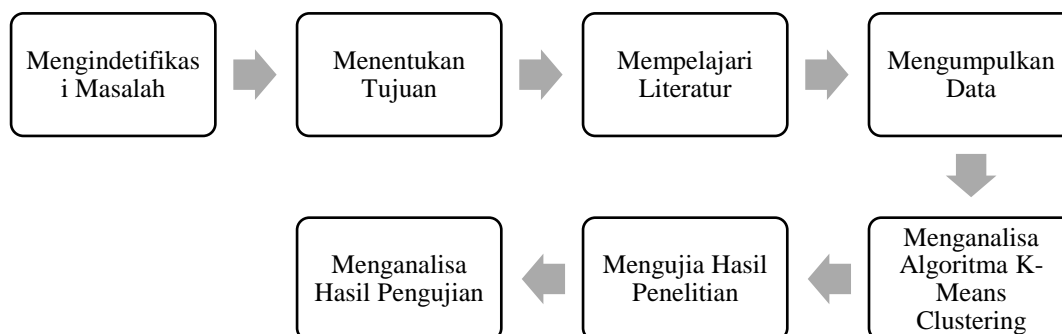 Mengindetifikas
i Masalah
Menentukan
Tujuan
Mempelajari
Literatur
Mengumpulkan
Data
Menganalisa
Algoritma K-
Means
Clustering
Mengujia Hasil
Penelitian
Menganalisa
Hasil Pengujian